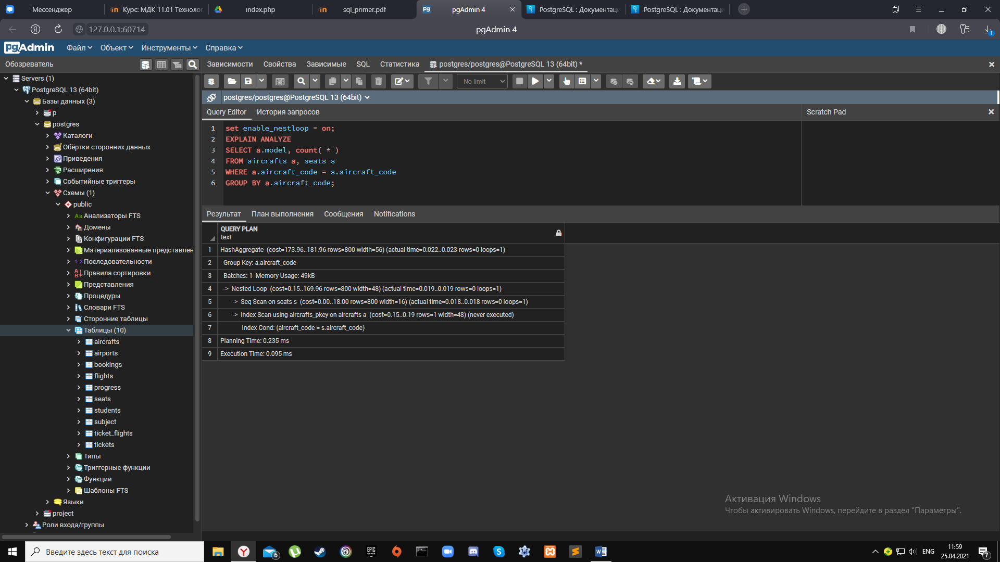 Мессенджер
Курс: МДК 11.01 Технолог
index.php
sql_primer.pdf
pgAdmin 4
PostgreSQL : Документаци
PostgreSQL : Документаци
127.0.0.1:60714
pgAdmin 4
1
pgAdmin
Файл
Объект
Инструменты
Справка
Обозреватель
Зависимости
Свойства
Зависимые
SQL
Статистика
postgres/postgres@PostgreSQL 13 (64bit) *
No limit
postgres/postgres@PostgreSQL 13 (64bit)
Query Editor
История запросов
Scratch Pad
Servers (1)
PostgreSQL 13 (64bit)
Базы данных (3)
p
postgres
Каталоги
Обёртки сторонних данных
Приведения
Расширения
Событийные триггеры
Схемы (1)
public
Анализаторы FTS
Домены
Конфигурации FTS
Материализованные представлен
Последовательности
Правила сортировки
Представления
Процедуры
Словари FTS
Сторонние таблицы
Таблицы (10)
aircrafts
airports
bookings
flights
progress
seats
students
subject
ticket_flights
tickets
Типы
Триггерные функции
Функции
Шаблоны FTS
Языки
project
Роли входа/группы
1 set enable_nestloop = on;
2 EXPLAIN ANALYZE
3 SELECT a.model, count( * )
4 FROM aircrafts a, seats s
5 WHERE a.aircraft_code = s.aircraft_code
6 GROUP BY a.aircraft_code;
Результат
План выполнения
Сообщения
Notifications
QUERY PLAN
text
1 HashAggregate (cost=173.96..181.96 rows=800 width=56) (actual time=0.022..0.023 rows=0 loops=1)
2 Group Key: a.aircraft_code
3 Batches: 1 Memory Usage: 49kB
4 -> Nested Loop (cost=0.15..169.96 rows=800 width=48) (actual time=0.019..0.019 rows=0 loops=1)
5 -> Seq Scan on seats s (cost=0.00..18.00 rows=800 width=16) (actual time=0.018..0.018 rows=0 loops=1)
6 -> Index Scan using aircrafts_pkey on aircrafts a (cost=0.15..0.19 rows=1 width=48) (never executed)
7 Index Cond: (aircraft_code = s.aircraft_code)
8 Planning Time: 0.235 ms
9 Execution Time: 0.095 ms
Активация Windows
Чтобы активировать Windows, перейдите в раздел "Параметры".
Введите здесь текст для поиска
6
EPIC GAMES
ENG
11:59
25.04.2021
7